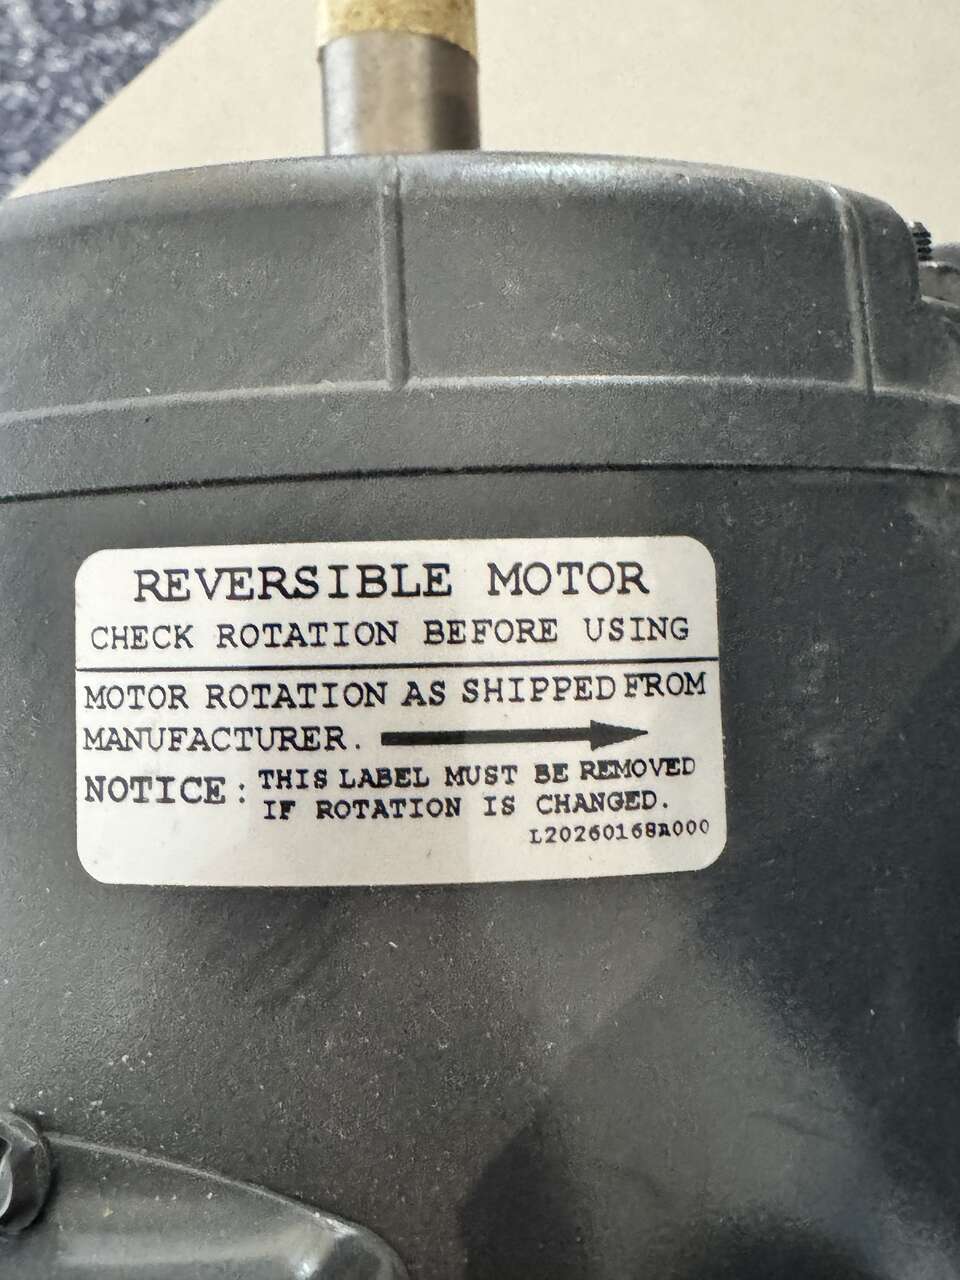 REVERSIBLE MOTOR
CHECK ROTATION BEFORE USING
MOTOR ROTATION AS SHIPPED FROM
MANUFACTURER.
NOTICE: THIS LABEL MUST BE REMOVED
IF ROTATION IS CHANGED.
L20260168A000